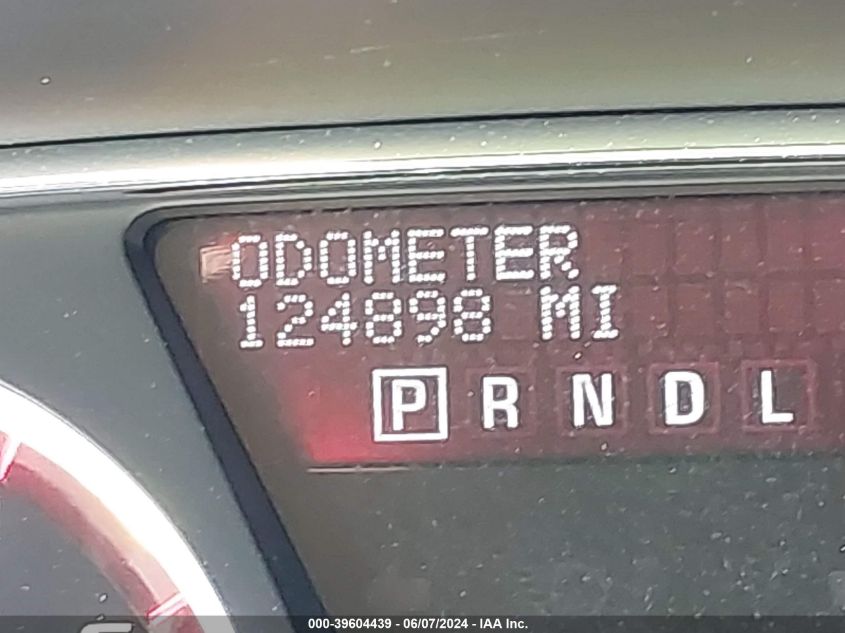 ODOMETER
124898 MI
P R N D L
000-39604439 - 06/07/2024 - IAA Inc.